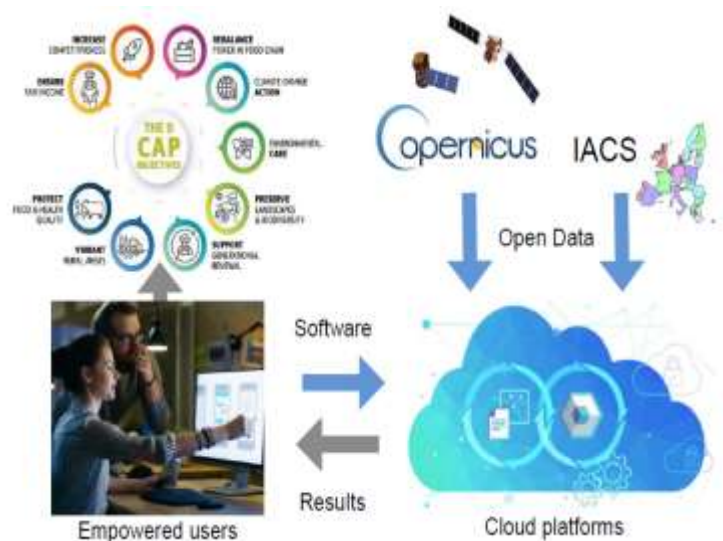 INCREASE
COMPETITIVENESS
REBALANCE
POWER IN FOOD CHAIN
ENSURE
FAIR INCOME
CLIMATE CHANGE
ACTION
THE 9
CAP
OBJECTIVES
ENVIRONMENTAL
CARE
PROTECT
FOOD & HEALTH
QUALITY
PRESERVE
LANDSCAPES
& BIODIVERSITY
VIBRANT
RURAL AREAS
SUPPORT
GENERATIONAL
RENEWAL
Copernicus
IACS
Open Data
Software
Results
Empowered users
Cloud platforms